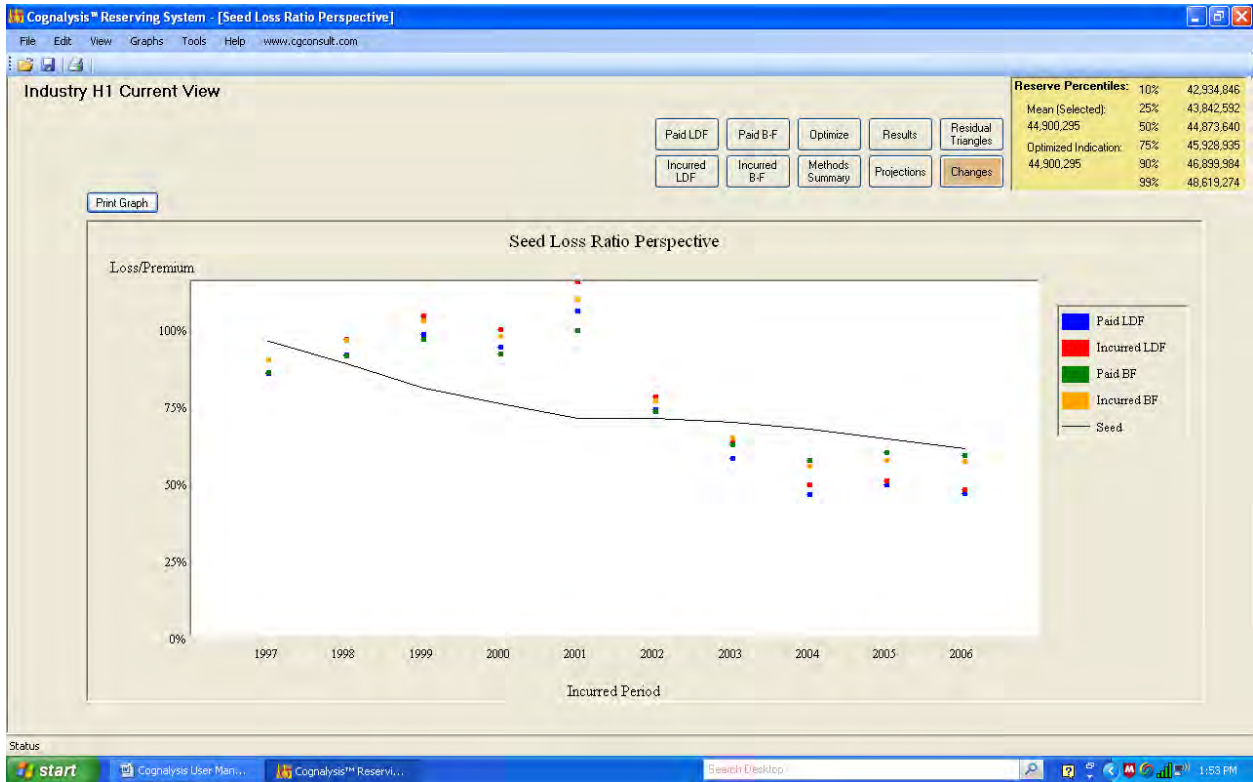 Cognalysis™ Reserving System - [Seed Loss Ratio Perspective]
File Edit View Graphs Tools Help www.cgconsult.com
Industry H1 Current View
Reserve Percentiles:
Mean (Selected):
44,900,295
Optimized Indication:
44,900,295
10% 42,934,846
25% 43,842,592
50% 44,873,640
75% 45,928,935
90% 46,899,984
99% 48,619,274
Paid LDF
Paid B-F
Optimize
Results
Residual
Triangles
Incurred
LDF
Incurred
B-F
Methods
Summary
Projections
Changes
Print Graph
Seed Loss Ratio Perspective
Loss/Premium
100%
75%
50%
25%
0%
1997 1998 1999 2000 2001 2002 2003 2004 2005 2006
Incurred Period
Paid LDF
Incurred LDF
Paid BF
Incurred BF
Seed
Status
start
Cognalysis User Man...
Cognalysis™ Reservi...
Search Desktop
1:53 PM